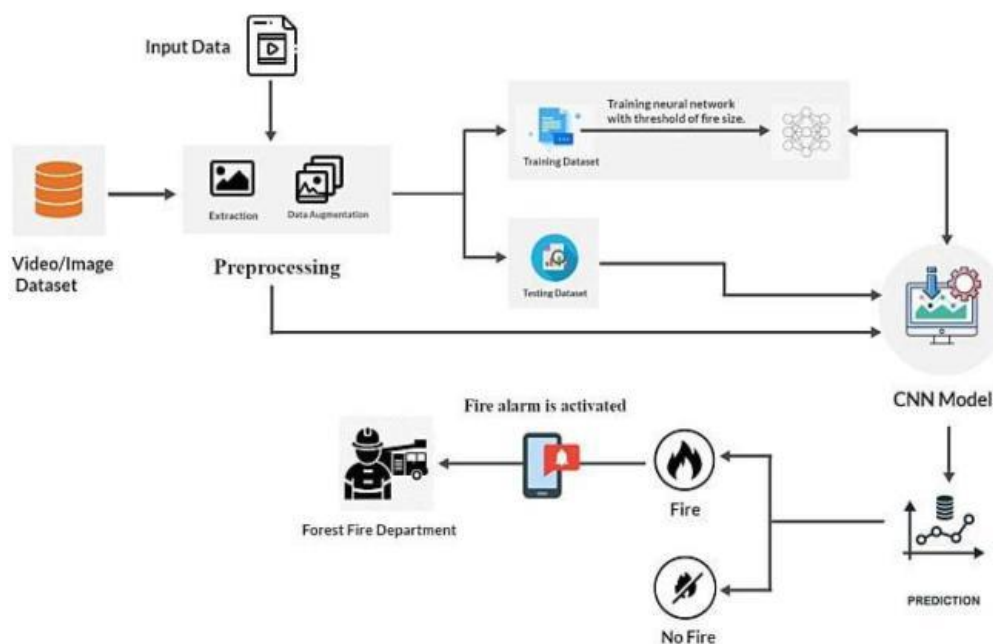 Input Data
Training neural network
with threshold of fire size.
Training Dataset
Extraction
Data Augmentation
Video/Image
Dataset
Preprocessing
Testing Dataset
CNN Model
Fire alarm is activated
Fire
Forest Fire Department
PREDICTION
No Fire